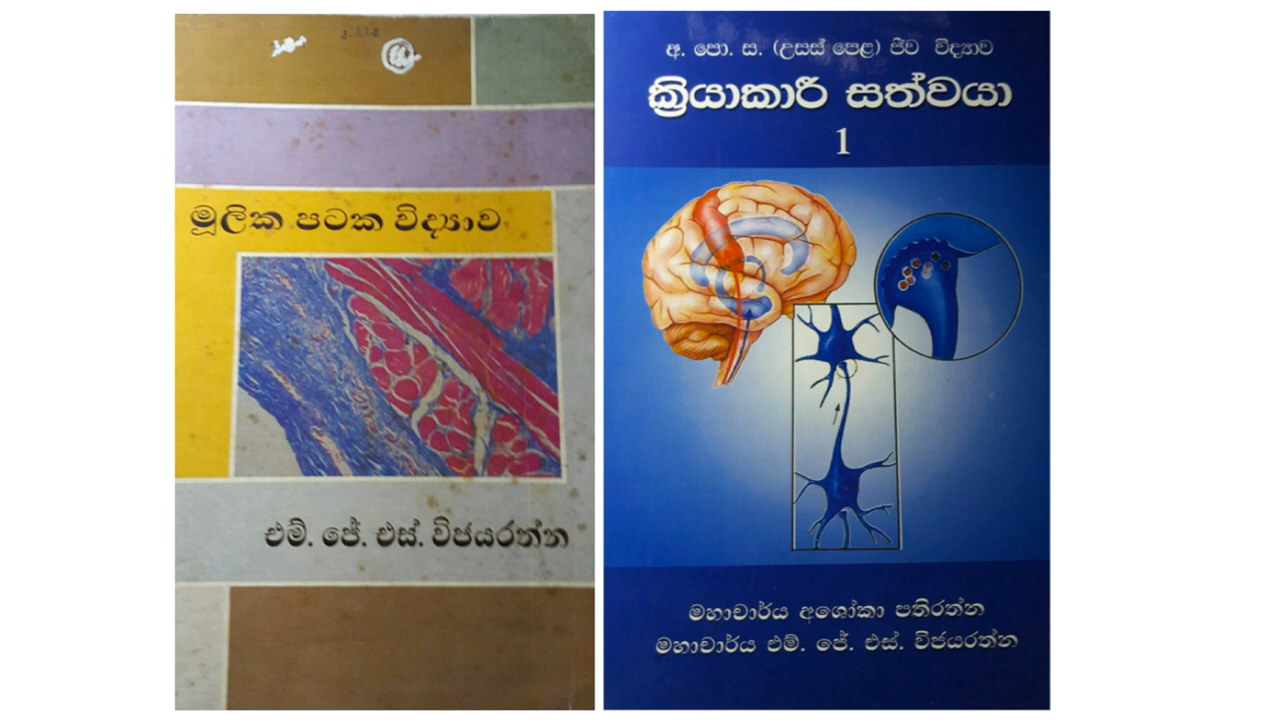 මූලික පටක විද්‍යාව
එම්. ජේ. එස්. විජයරත්න
අ. පො. ස. (උසස් පෙළ) ජීව විද්‍යාව
ක්‍රියාකාරී සත්වයා
1
මහාචාර්ය අශෝකා පතිරත්න
මහාචාර්ය එම්. ජේ. එස්. විජයරත්න